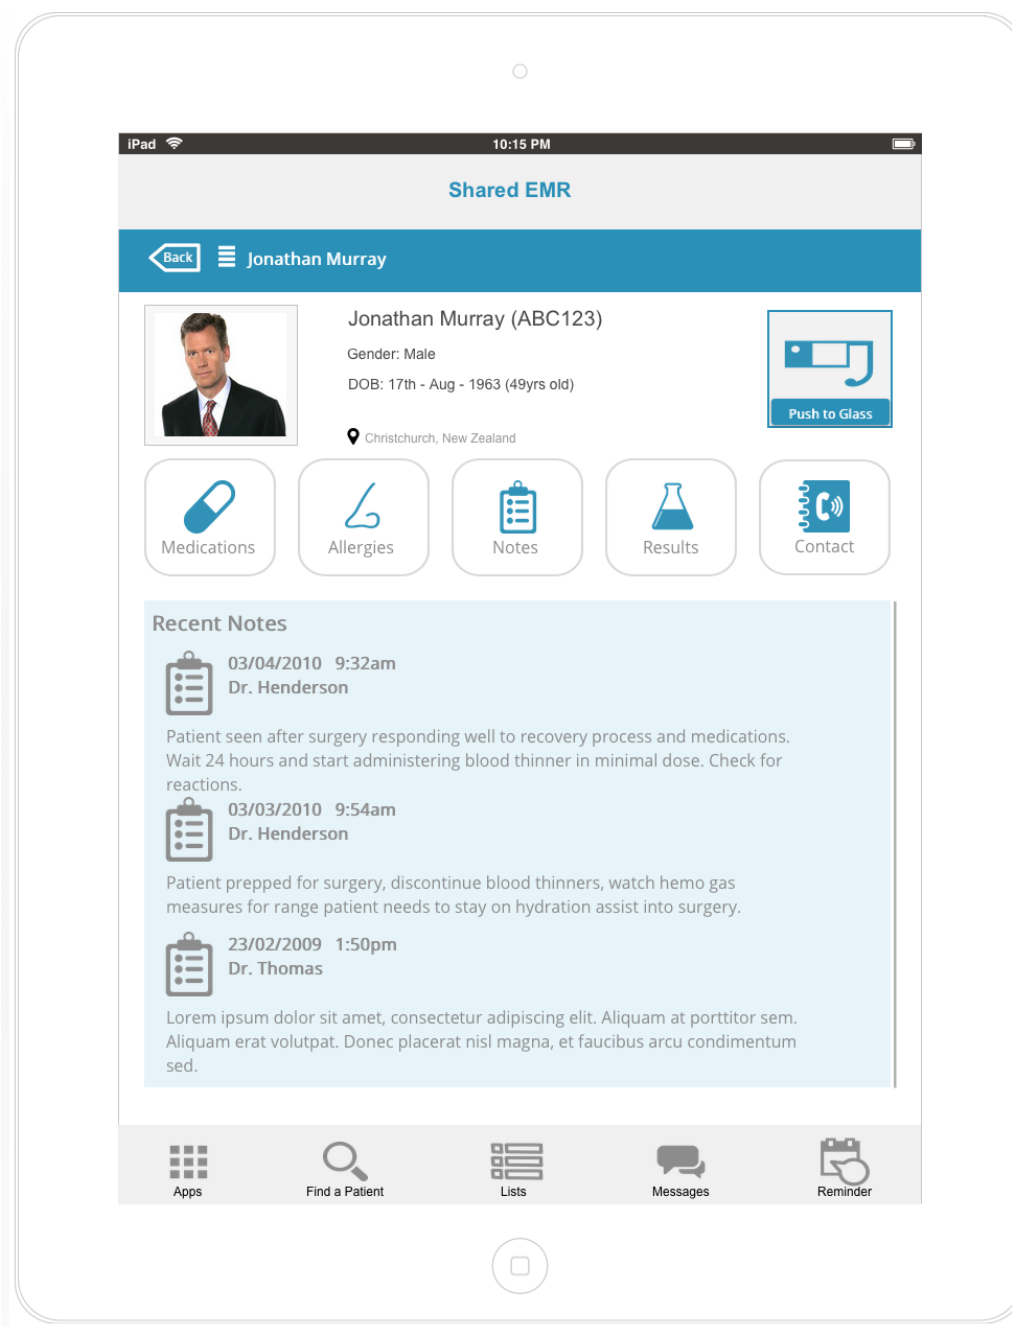 iPad 10:15 PM
Shared EMR
Back Jonathan Murray
Jonathan Murray (ABC123)
Gender: Male
DOB: 17th - Aug - 1963 (49yrs old)
Push to Glass
Christchurch, New Zealand
Medications Allergies Notes Results Contact
Recent Notes
03/04/2010 9:32am
Dr. Henderson
Patient seen after surgery responding well to recovery process and medications.
Wait 24 hours and start administering blood thinner in minimal dose. Check for
reactions.
03/03/2010 9:54am
Dr. Henderson
Patient prepped for surgery, discontinue blood thinners, watch hemo gas
measures for range patient needs to stay on hydration assist into surgery.
23/02/2009 1:50pm
Dr. Thomas
Lorem ipsum dolor sit amet, consectetur adipiscing elit. Aliquam at porttitor sem.
Aliquam erat volutpat. Donec placerat nisl magna, et faucibus arcu condimentum
sed.
Apps Find a Patient Lists Messages Reminder